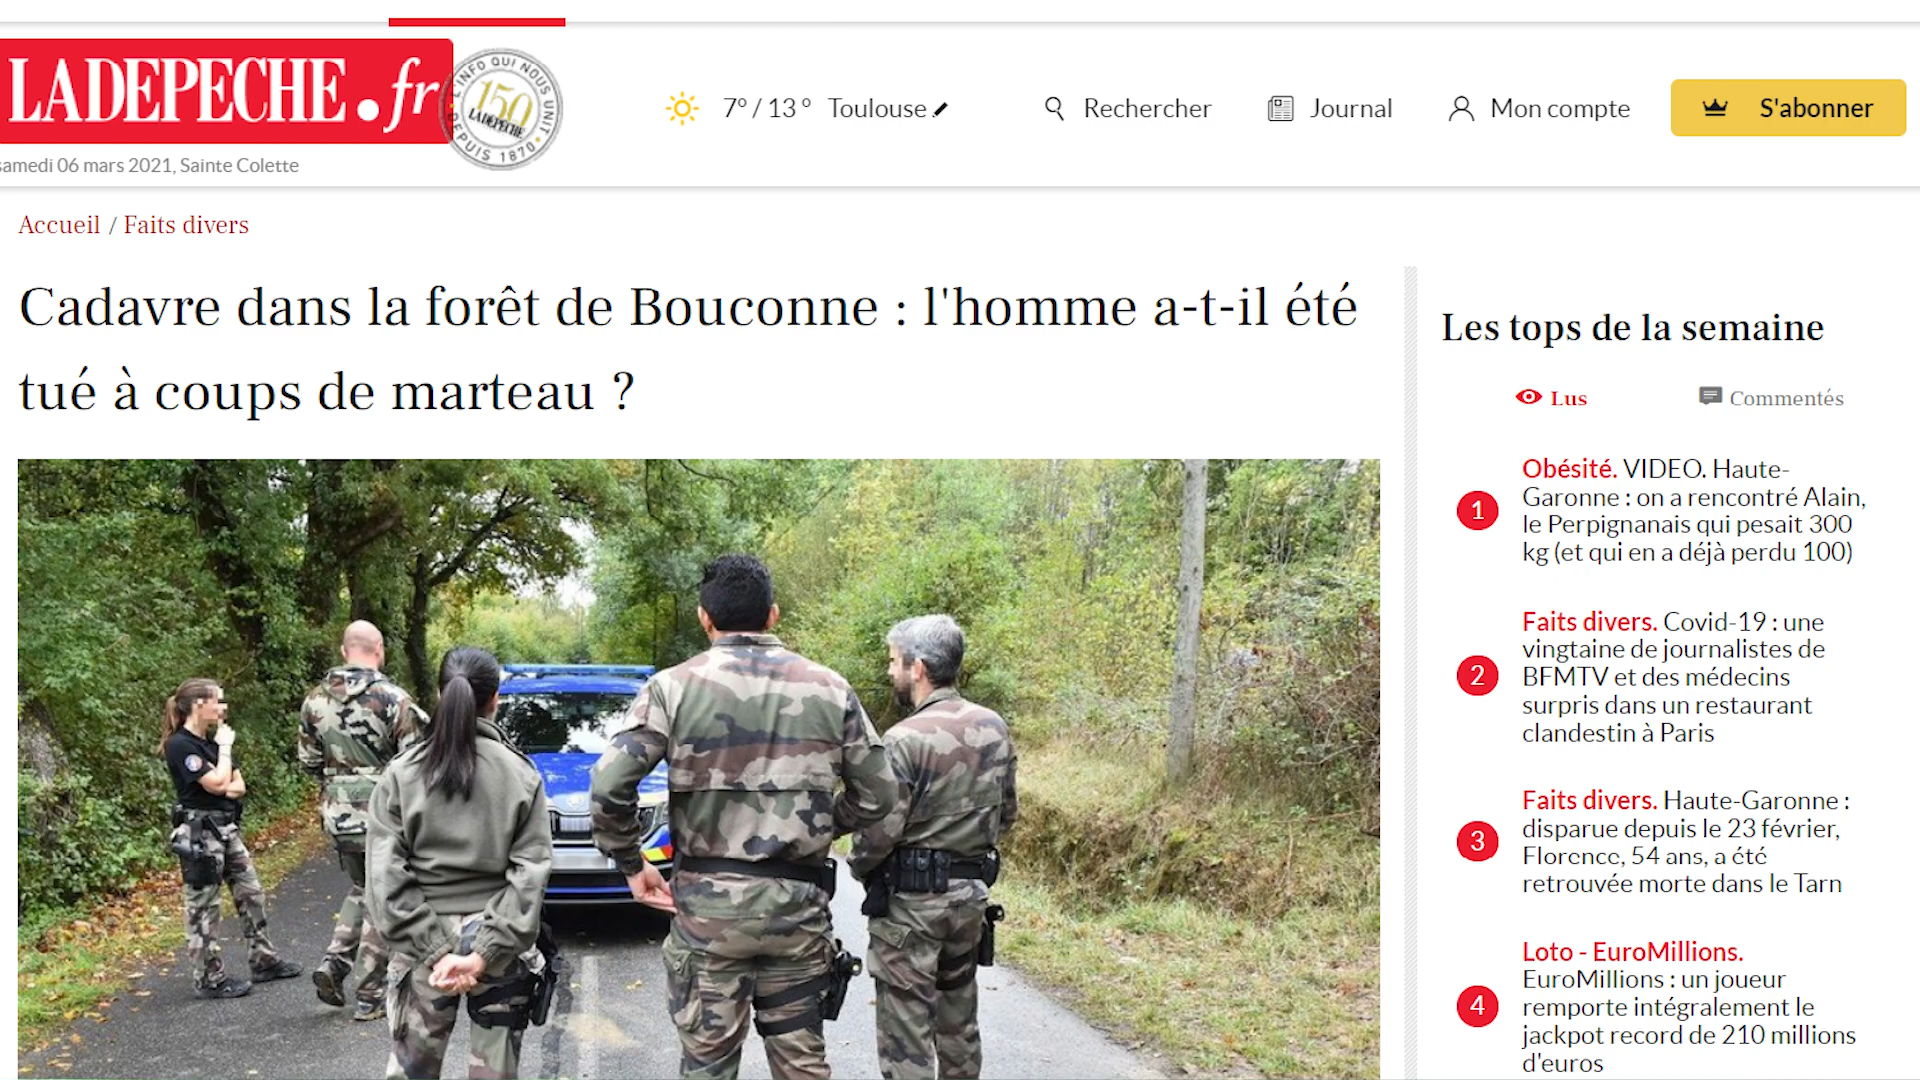 LADEPECHE.fr
L'INFO QUI NOUS UNIT
150
LADEPECHE
DEPUIS 1870
7° / 13 ° Toulouse
Rechercher
Journal
Mon compte
S'abonner
samedi 06 mars 2021, Sainte Colette
Accueil / Faits divers
Cadavre dans la forêt de Bouconne : l'homme a-t-il été
tué à coups de marteau ?
Les tops de la semaine
Lus
Commentés
1
Obésité. VIDEO. Haute-
Garonne : on a rencontré Alain,
le Perpignanais qui pesait 300
kg (et qui en a déjà perdu 100)
2
Faits divers. Covid-19 : une
vingtaine de journalistes de
BFMTV et des médecins
surpris dans un restaurant
clandestin à Paris
3
Faits divers. Haute-Garonne :
disparue depuis le 23 février,
Florence, 54 ans, a été
retrouvée morte dans le Tarn
4
Loto - EuroMillions.
EuroMillions : un joueur
remporte intégralement le
jackpot record de 210 millions
d'euros